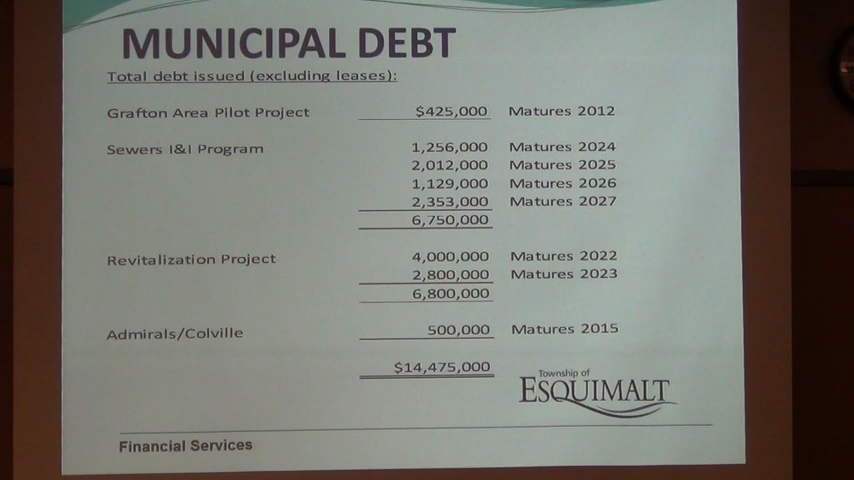 MUNICIPAL DEBT
Total debt issued (excluding leases):
Grafton Area Pilot Project $425,000 Matures 2012
Sewers I&I Program 1,256,000 Matures 2024
2,012,000 Matures 2025
1,129,000 Matures 2026
2,353,000 Matures 2027
6,750,000
Revitalization Project 4,000,000 Matures 2022
2,800,000 Matures 2023
6,800,000
Admirals/Colville 500,000 Matures 2015
$14,475,000
Township of
ESQUIMALT
Financial Services